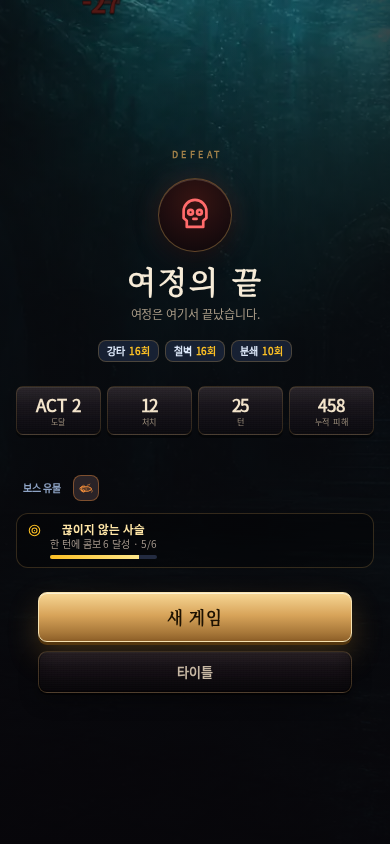 -21
DEFEAT
여정의 끝
여정은 여기서 끝났습니다.
강타 16회 철벽 16회 분쇄 10회
ACT 2 12 25 458
도달 처치 턴 누적 피해
보스 유물
끊이지 않는 사슬
한 턴에 콤보 6 달성 · 5/6
새 게임
타이틀